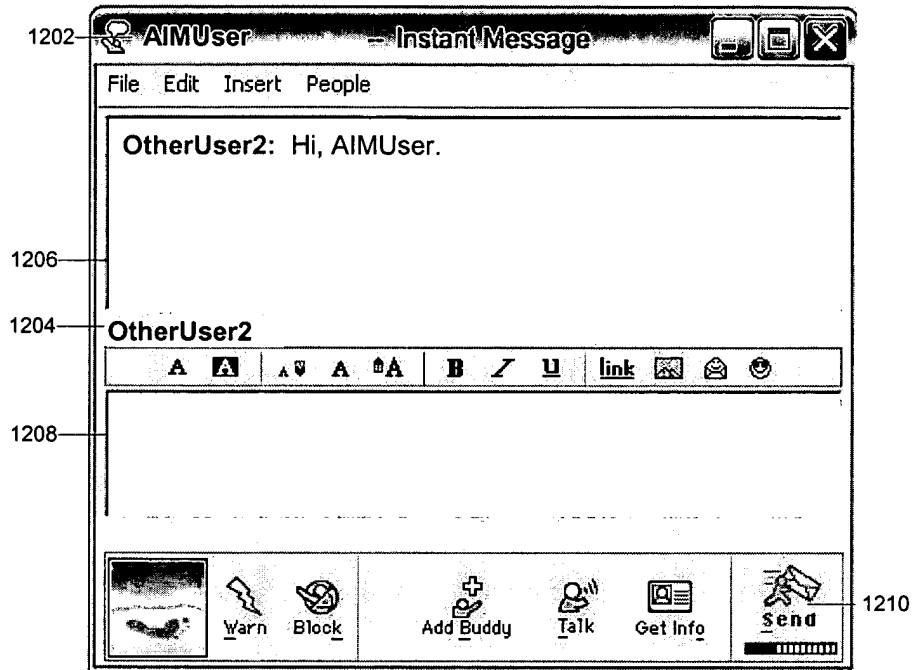 1202
AIMUser -- Instant Message
File Edit Insert People
OtherUser2: Hi, AIMUser.
1206
1204
OtherUser2
A A A A A B I U link
1208
Warn Block Add Buddy Talk Get Info Send
1210